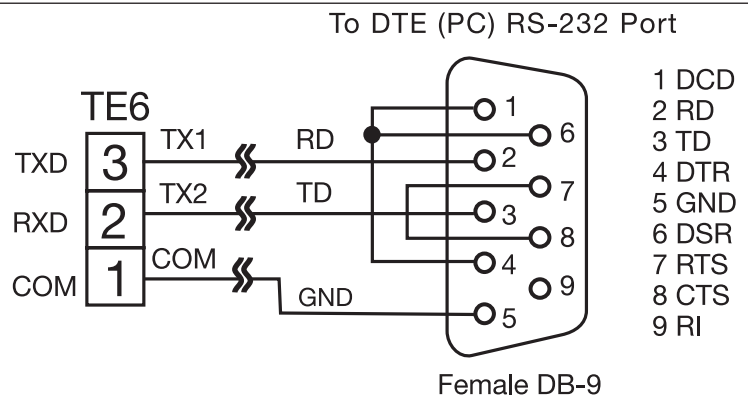 To DTE (PC) RS-232 Port
TE6
TXD 3 TX1 RD
RXD 2 TX2 TD
COM 1 COM GND
1
6
2
7
3
8
4
9
5
1 DCD
2 RD
3 TD
4 DTR
5 GND
6 DSR
7 RTS
8 CTS
9 RI
Female DB-9